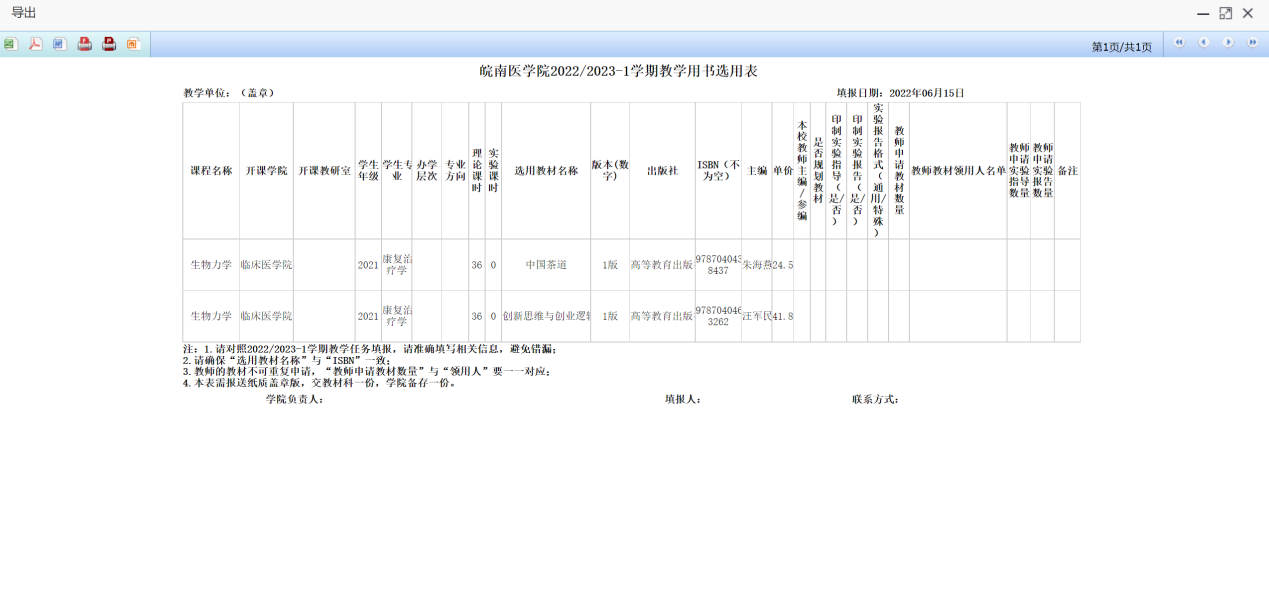 导出
第1页/共1页
皖南医学院2022/2023-1学期教学用书选用表
教学单位：（盖章） 填报日期：2022年06月15日
课程名称 开课学院 开课教研室 学生年级 学生专业 办学层次 专业方向 理论课时 实验课时 选用教材名称 版本(数字) 出版社 ISBN（不为空） 主编 单价 本校教师主编/参编 是否规划教材 印制实验指导（是/否） 印制实验报告（是/否） 实验报告格式（通用/特殊） 教师申请教材数量 教师教材领用人名单 教师申请实验指导数量 教师申请实验报告数量 备注
生物力学 临床医学院 2021 康复治疗学 36 0 中国茶道 1版 高等教育出版 9787040438437 朱海燕 24.5
生物力学 临床医学院 2021 康复治疗学 36 0 创新思维与创业逻辑 1版 高等教育出版 9787040463262 汪军民 41.8
注：1.请对照2022/2023-1学期教学任务填报，请准确填写相关信息，避免错漏；
2.请确保“选用教材名称”与“ISBN”一致；
3.教师的教材不可重复申请，“教师申请教材数量”与“领用人”要一一对应；
4.本表需报送纸质盖章版，交教材科一份，学院备存一份。
学院负责人： 填报人： 联系方式：